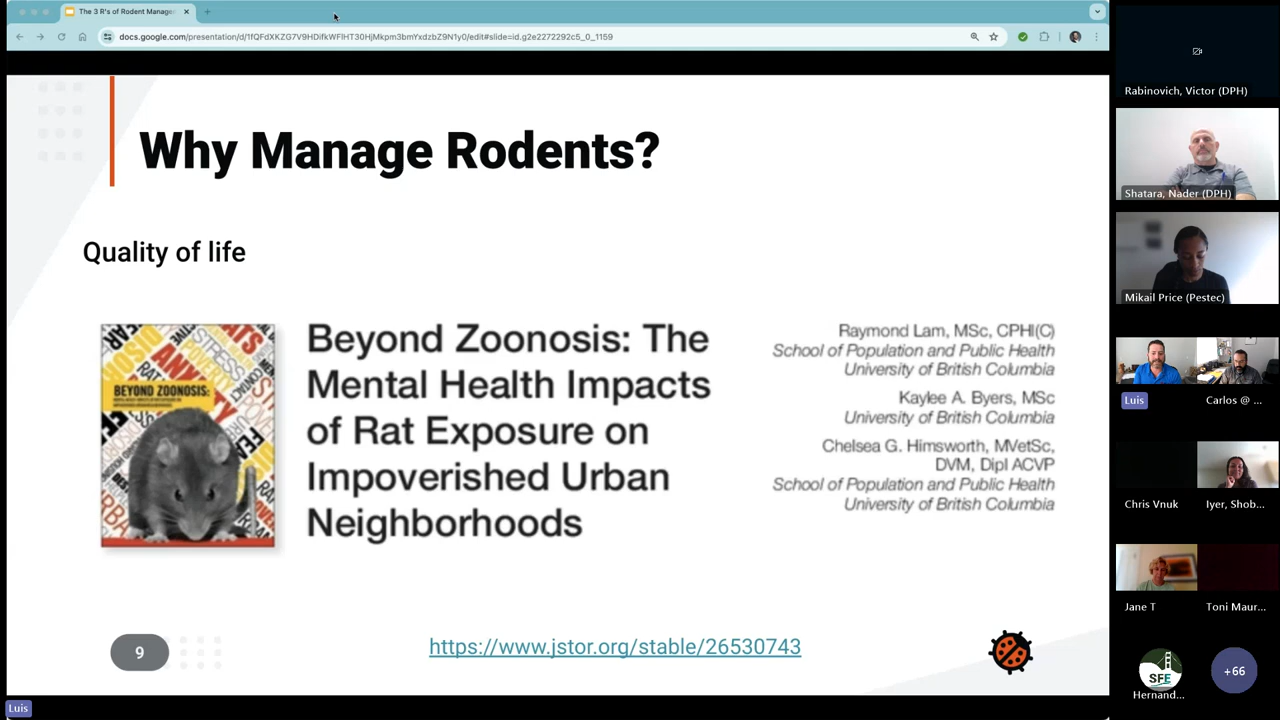 The 3 R's of Rodent Manage
docs.google.com/presentation/d/1fQFdXKZG7V9HDifkWFIHT30HjMkpm3bmYxdzbZ9N1y0/edit#slide=id.g2e2272292c5_0_1159
Why Manage Rodents?
Quality of life
BEYOND ZOONOSIS:
Beyond Zoonosis: The
Mental Health Impacts
of Rat Exposure on
Impoverished Urban
Neighborhoods
Raymond Lam, MSc, CPHI(C)
School of Population and Public Health
University of British Columbia
Kaylee A. Byers, MSc
University of British Columbia
Chelsea G. Himsworth, MVetSc,
DVM, Dipl ACVP
School of Population and Public Health
University of British Columbia
9
https://www.jstor.org/stable/26530743
Luis
Rabinovich, Victor (DPH)
Shatara, Nader (DPH)
Mikail Price (Pestec)
Luis
Carlos @ ...
Chris Vnuk
Iyer, Shob...
Jane T
Toni Maur...
SFE
Hernand...
+66